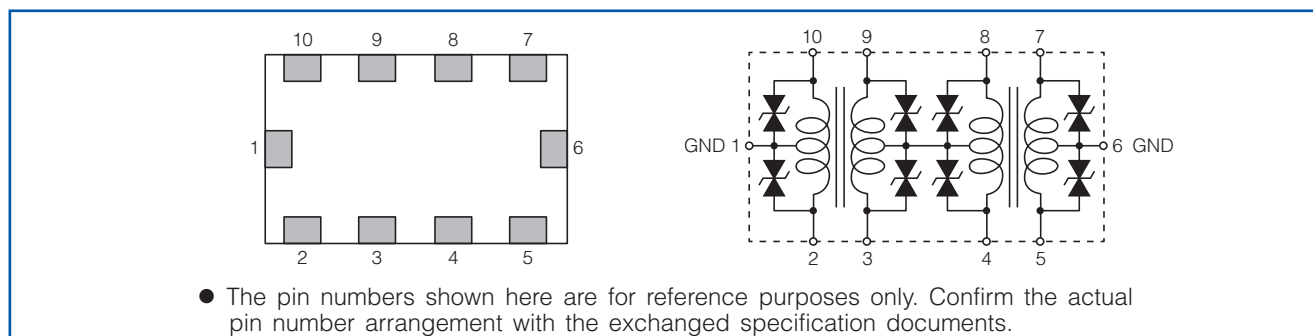 10 9 8 7
1 6
2 3 4 5
10 9 8 7
GND 1 6 GND
2 3 4 5
● The pin numbers shown here are for reference purposes only. Confirm the actual
pin number arrangement with the exchanged specification documents.